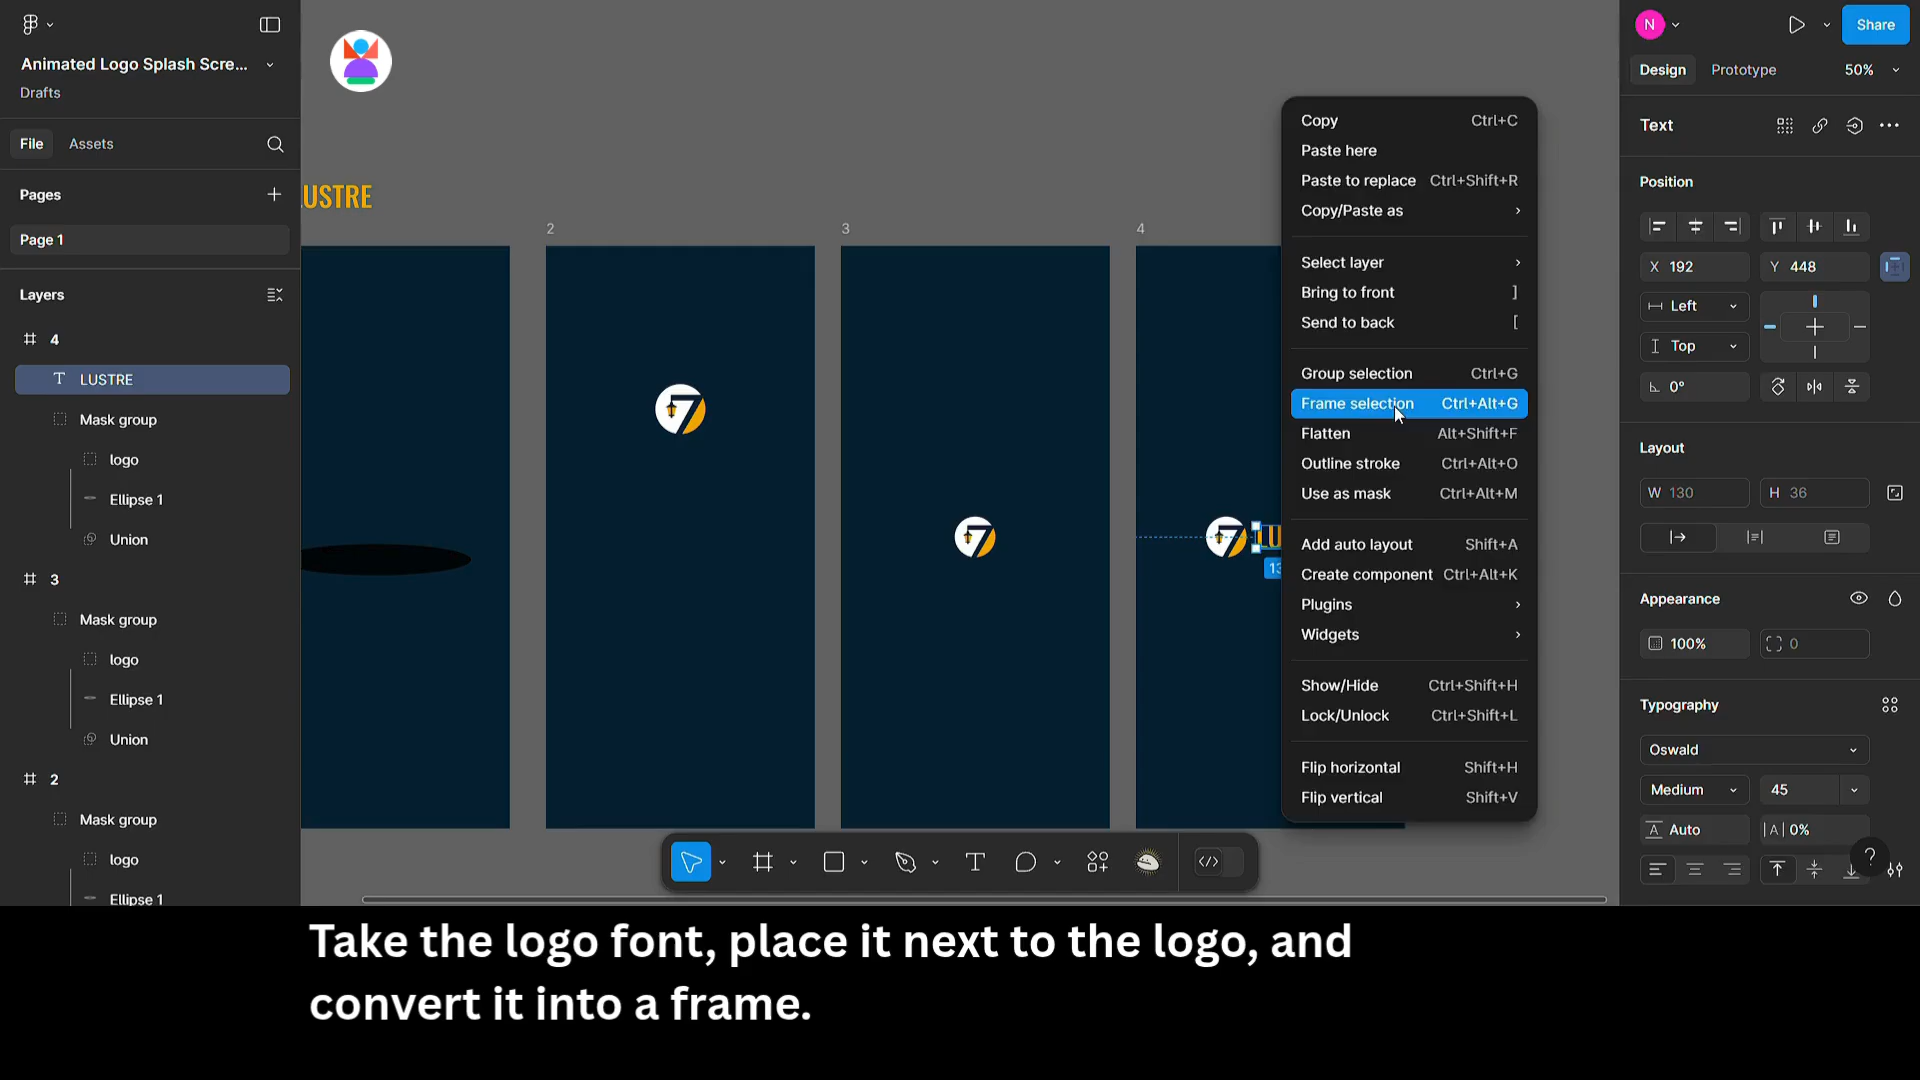 Animated Logo Splash Scre...
Drafts
File
Assets
Pages
Page 1
Layers
4
LUSTRE
Mask group
logo
Ellipse 1
Union
3
Mask group
logo
Ellipse 1
Union
2
Mask group
logo
Ellipse 1
LUSTRE
2
3
4
Copy Ctrl+C
Paste here
Paste to replace Ctrl+Shift+R
Copy/Paste as
Select layer
Bring to front ]
Send to back [
Group selection Ctrl+G
Frame selection Ctrl+Alt+G
Flatten Alt+Shift+F
Outline stroke Ctrl+Alt+O
Use as mask Ctrl+Alt+M
Add auto layout Shift+A
Create component Ctrl+Alt+K
Plugins
Widgets
Show/Hide Ctrl+Shift+H
Lock/Unlock Ctrl+Shift+L
Flip horizontal Shift+H
Flip vertical Shift+V
N
Share
Design
Prototype
50%
Text
Position
X 192
Y 448
Left
Top
0°
Layout
W 130
H 36
Appearance
100%
0
Typography
Oswald
Medium
45
Auto
|A| 0%
?
Take the logo font, place it next to the logo, and
convert it into a frame.